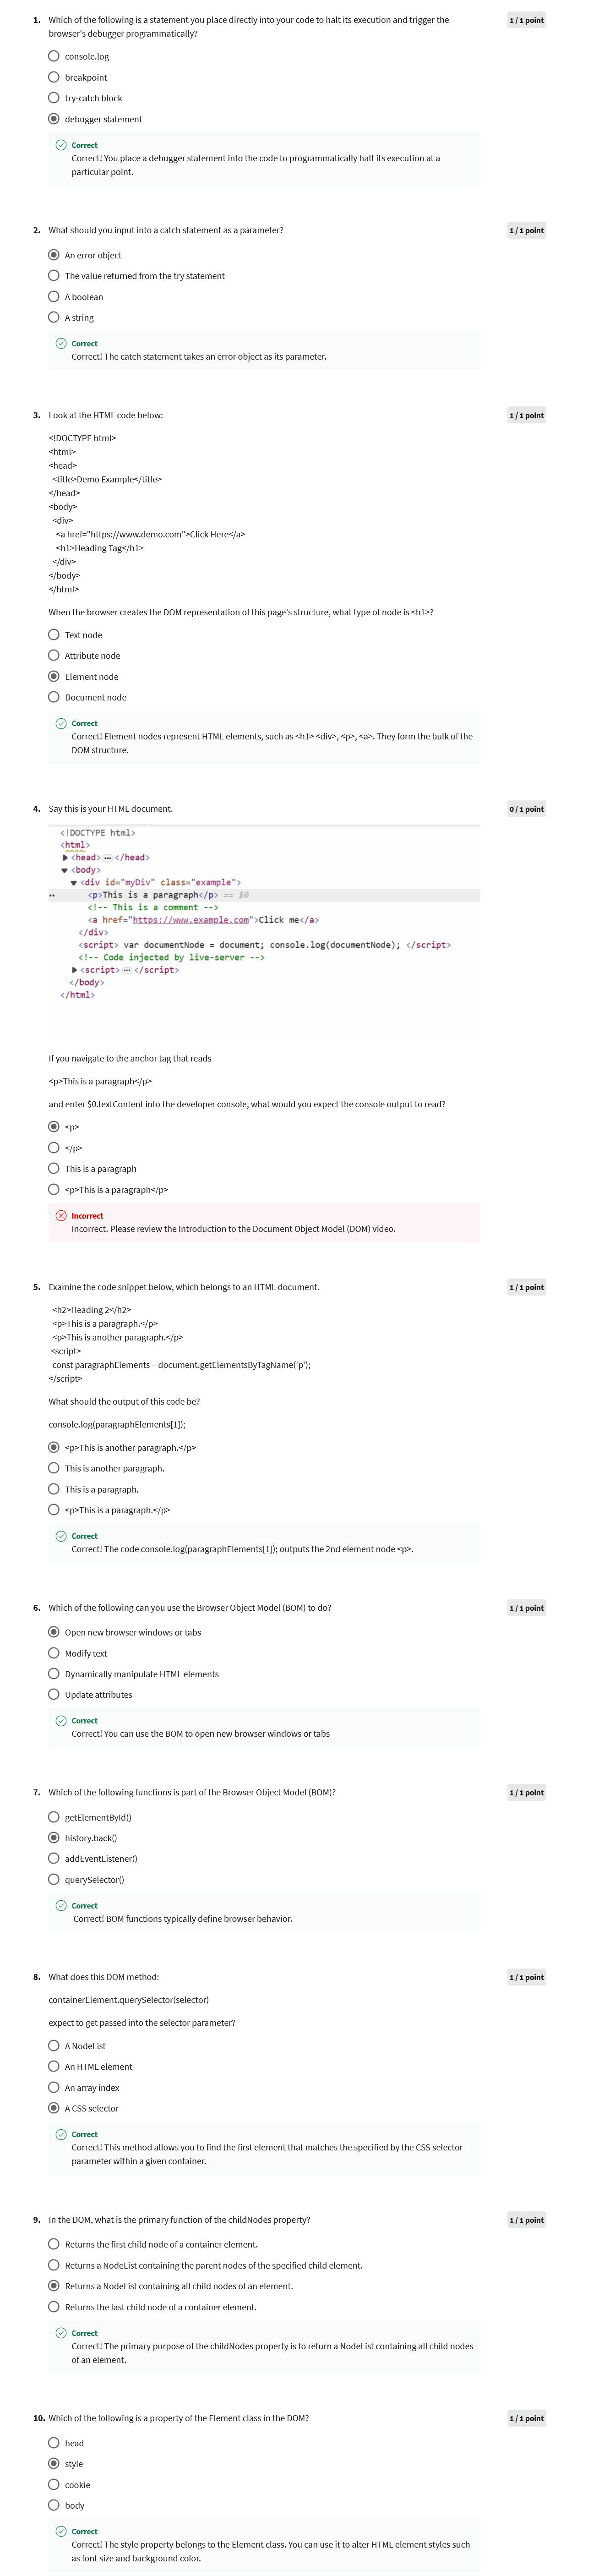 1. Which of the following is a statement you place directly into your code to halt its execution and trigger the
browser's debugger programmatically?
1 / 1 point
console.log
breakpoint
try-catch block
debugger statement
Correct
Correct! You place a debugger statement into the code to programmatically halt its execution at a
particular point.
2. What should you input into a catch statement as a parameter?
1 / 1 point
An error object
The value returned from the try statement
A boolean
A string
Correct
Correct! The catch statement takes an error object as its parameter.
3. Look at the HTML code below:
1 / 1 point
<!DOCTYPE html>
<html>
<head>
<title>Demo Example</title>
</head>
<body>
<div>
<a href="https://www.demo.com">Click Here</a>
<h1>Heading Tag</h1>
</div>
</body>
</html>
When the browser creates the DOM representation of this page's structure, what type of node is <h1>?
Text node
Attribute node
Element node
Document node
Correct
Correct! Element nodes represent HTML elements, such as <h1> <div>, <p>, <a>. They form the bulk of the
DOM structure.
4. Say this is your HTML document.
0 / 1 point
<!DOCTYPE html>
<html>
<head> ••• </head>
<body>
<div id="myDiv" class="example">
<p>This is a paragraph</p> == $0
<!-- This is a comment -->
<a href="https://www.example.com">Click me</a>
</div>
<script> var documentNode = document; console.log(documentNode); </script>
<!-- Code injected by live-server -->
<script> ••• </script>
</body>
</html>
If you navigate to the anchor tag that reads
<p>This is a paragraph</p>
and enter $0.textContent into the developer console, what would you expect the console output to read?
<p>
</p>
This is a paragraph
<p>This is a paragraph</p>
Incorrect
Incorrect. Please review the Introduction to the Document Object Model (DOM) video.
5. Examine the code snippet below, which belongs to an HTML document.
1 / 1 point
<h2>Heading 2</h2>
<p>This is a paragraph.</p>
<p>This is another paragraph.</p>
<script>
const paragraphElements = document.getElementsByTagName('p');
</script>
What should the output of this code be?
console.log(paragraphElements[1]);
<p>This is another paragraph.</p>
This is another paragraph.
This is a paragraph.
<p>This is a paragraph.</p>
Correct
Correct! The code console.log(paragraphElements[1]); outputs the 2nd element node <p>.
6. Which of the following can you use the Browser Object Model (BOM) to do?
1 / 1 point
Open new browser windows or tabs
Modify text
Dynamically manipulate HTML elements
Update attributes
Correct
Correct! You can use the BOM to open new browser windows or tabs
7. Which of the following functions is part of the Browser Object Model (BOM)?
1 / 1 point
getElementById()
history.back()
addEventListener()
querySelector()
Correct
Correct! BOM functions typically define browser behavior.
8. What does this DOM method:
1 / 1 point
containerElement.querySelector(selector)
expect to get passed into the selector parameter?
A NodeList
An HTML element
An array index
A CSS selector
Correct
Correct! This method allows you to find the first element that matches the specified by the CSS selector
parameter within a given container.
9. In the DOM, what is the primary function of the childNodes property?
1 / 1 point
Returns the first child node of a container element.
Returns a NodeList containing the parent nodes of the specified child element.
Returns a NodeList containing all child nodes of an element.
Returns the last child node of a container element.
Correct
Correct! The primary purpose of the childNodes property is to return a NodeList containing all child nodes
of an element.
10. Which of the following is a property of the Element class in the DOM?
1 / 1 point
head
style
cookie
body
Correct
Correct! The style property belongs to the Element class. You can use it to alter HTML element styles such
as font size and background color.